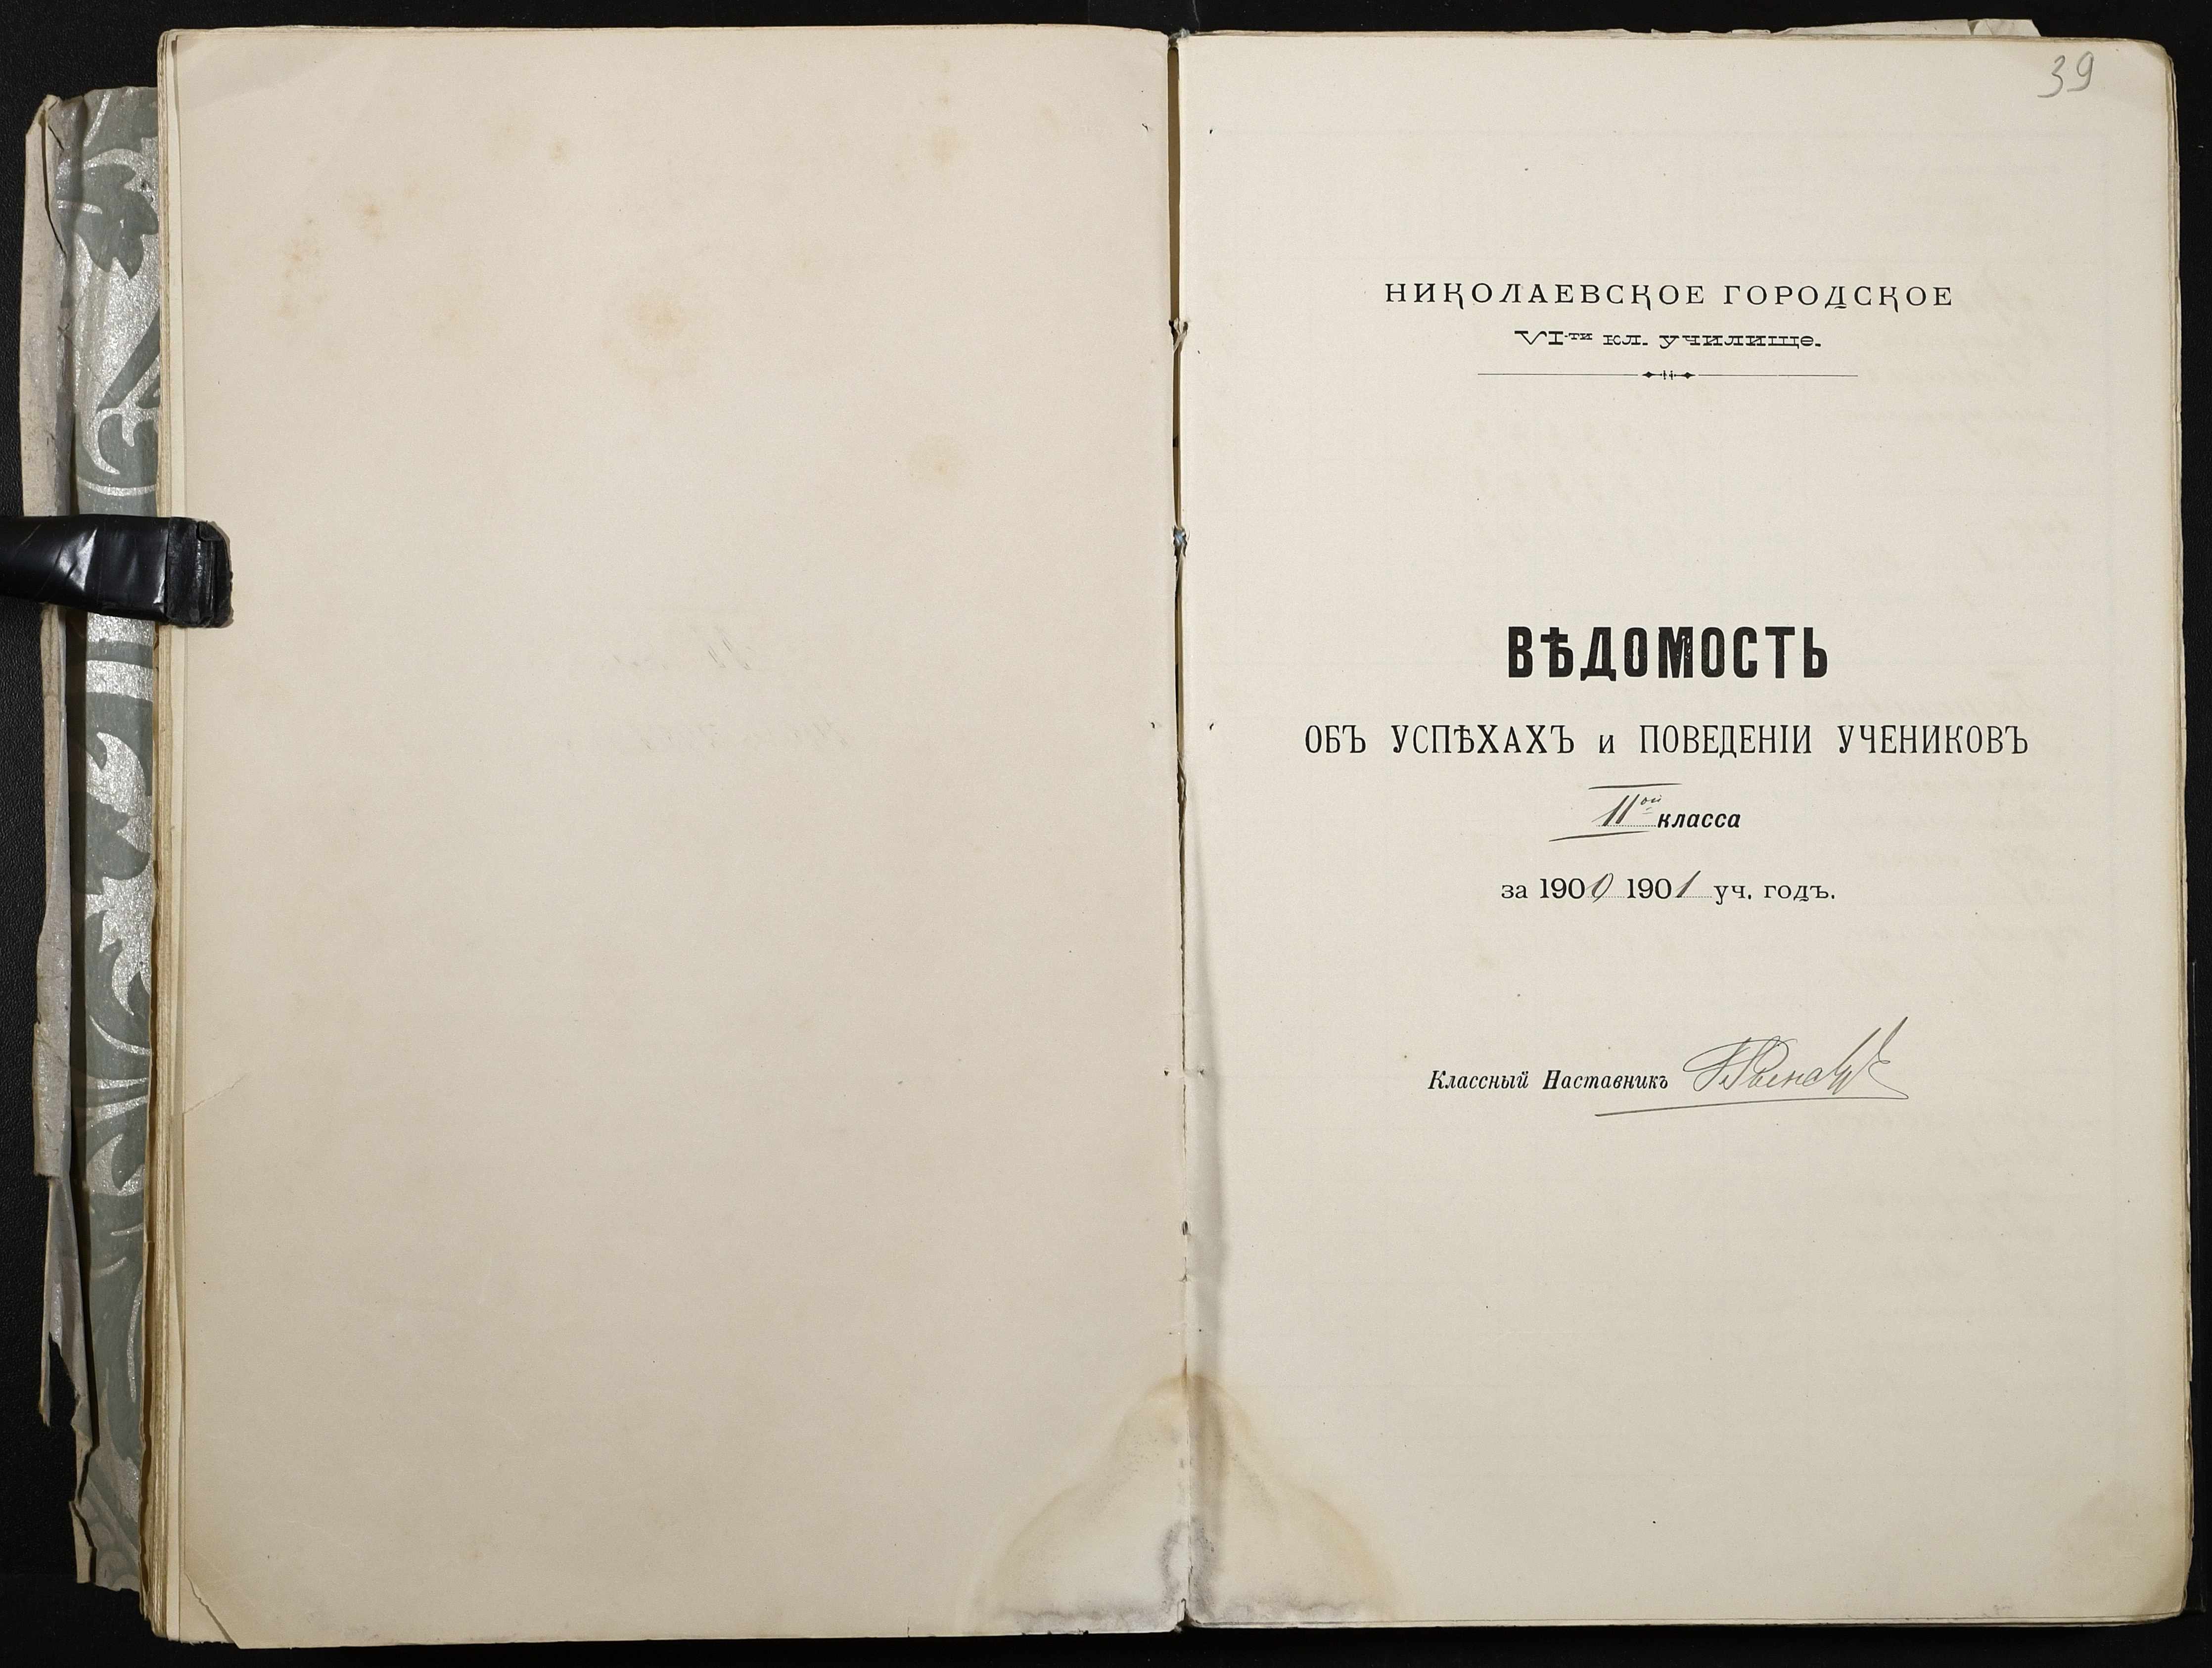 39
НИКОЛАЕВСКОЕ ГОРОДСКОЕ
VI-ти кл. училище.
ВѢДОМОСТЬ
ОБЪ УСПѢХАХЪ и ПОВЕДЕНІИ УЧЕНИКОВЪ
II ой класса
за 1900 1901 уч. годъ.
Классный Наставникъ